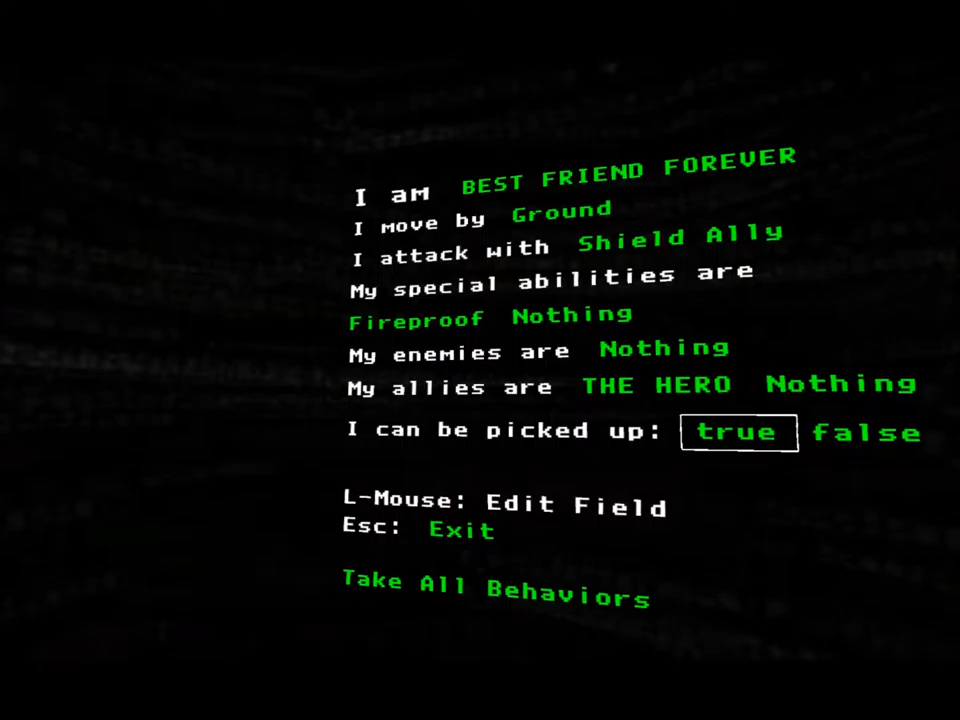 I am BEST FRIEND FOREVER
I move by Ground
I attack with Shield Ally
My special abilities are
Fireproof Nothing
My enemies are Nothing
My allies are THE HERO Nothing
I can be picked up: true false
L-Mouse: Edit Field
Esc: Exit
Take All Behaviors